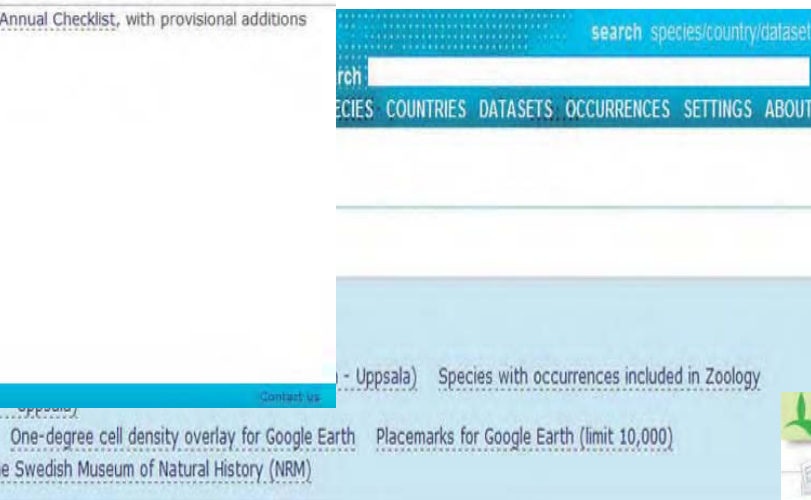 Annual Checklist, with provisional additions
search species/country/dataset
rch
ECIES COUNTRIES DATASETS OCCURRENCES SETTINGS ABOUT
- Uppsala) Species with occurrences included in Zoology
Contact us
Uppsala)
One-degree cell density overlay for Google Earth Placemarks for Google Earth (limit 10,000)
e Swedish Museum of Natural History (NRM)